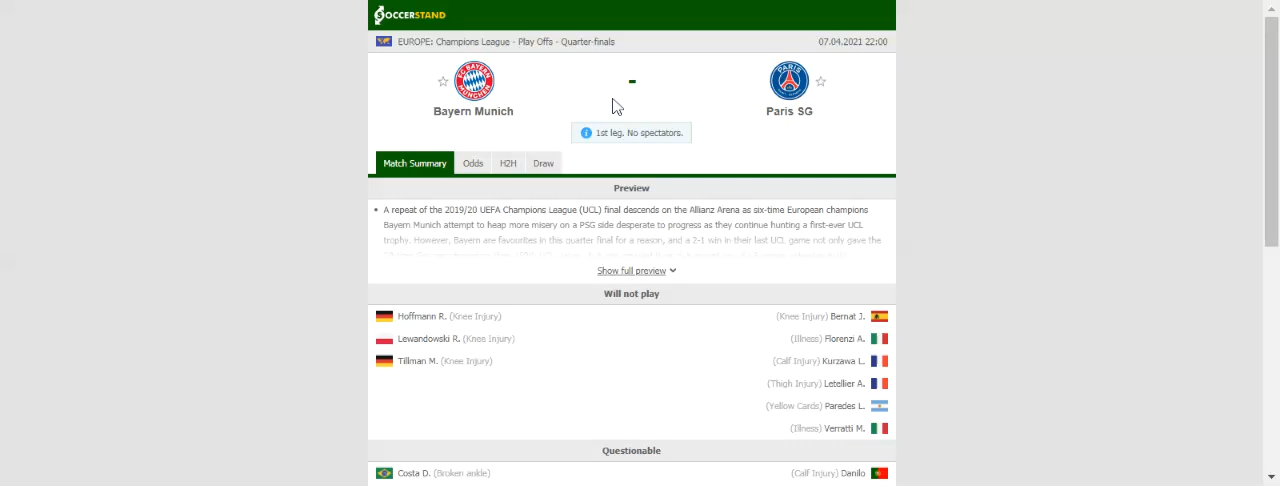 SOCCERSTAND
EUROPE: Champions League - Play Offs - Quarter-finals 07.04.2021 22:00
Bayern Munich - Paris SG
1st leg. No spectators.
Match Summary Odds H2H Draw
Preview
• A repeat of the 2019/20 UEFA Champions League (UCL) final descends on the Allianz Arena as six-time European champions
Bayern Munich attempt to heap more misery on a PSG side desperate to progress as they continue hunting a first-ever UCL
trophy. However, Bayern are favourites in this quarter final for a reason, and a 2-1 win in their last UCL game not only gave the
Show full preview
Will not play
Hoffmann R. (Knee Injury) (Knee Injury) Bernat J.
Lewandowski R. (Knee Injury) (Illness) Florenzi A.
Tillman M. (Knee Injury) (Calf Injury) Kurzawa L.
(Thigh Injury) Letellier A.
(Yellow Cards) Paredes L.
(Illness) Verratti M.
Questionable
Costa D. (Broken ankle) (Calf Injury) Danilo